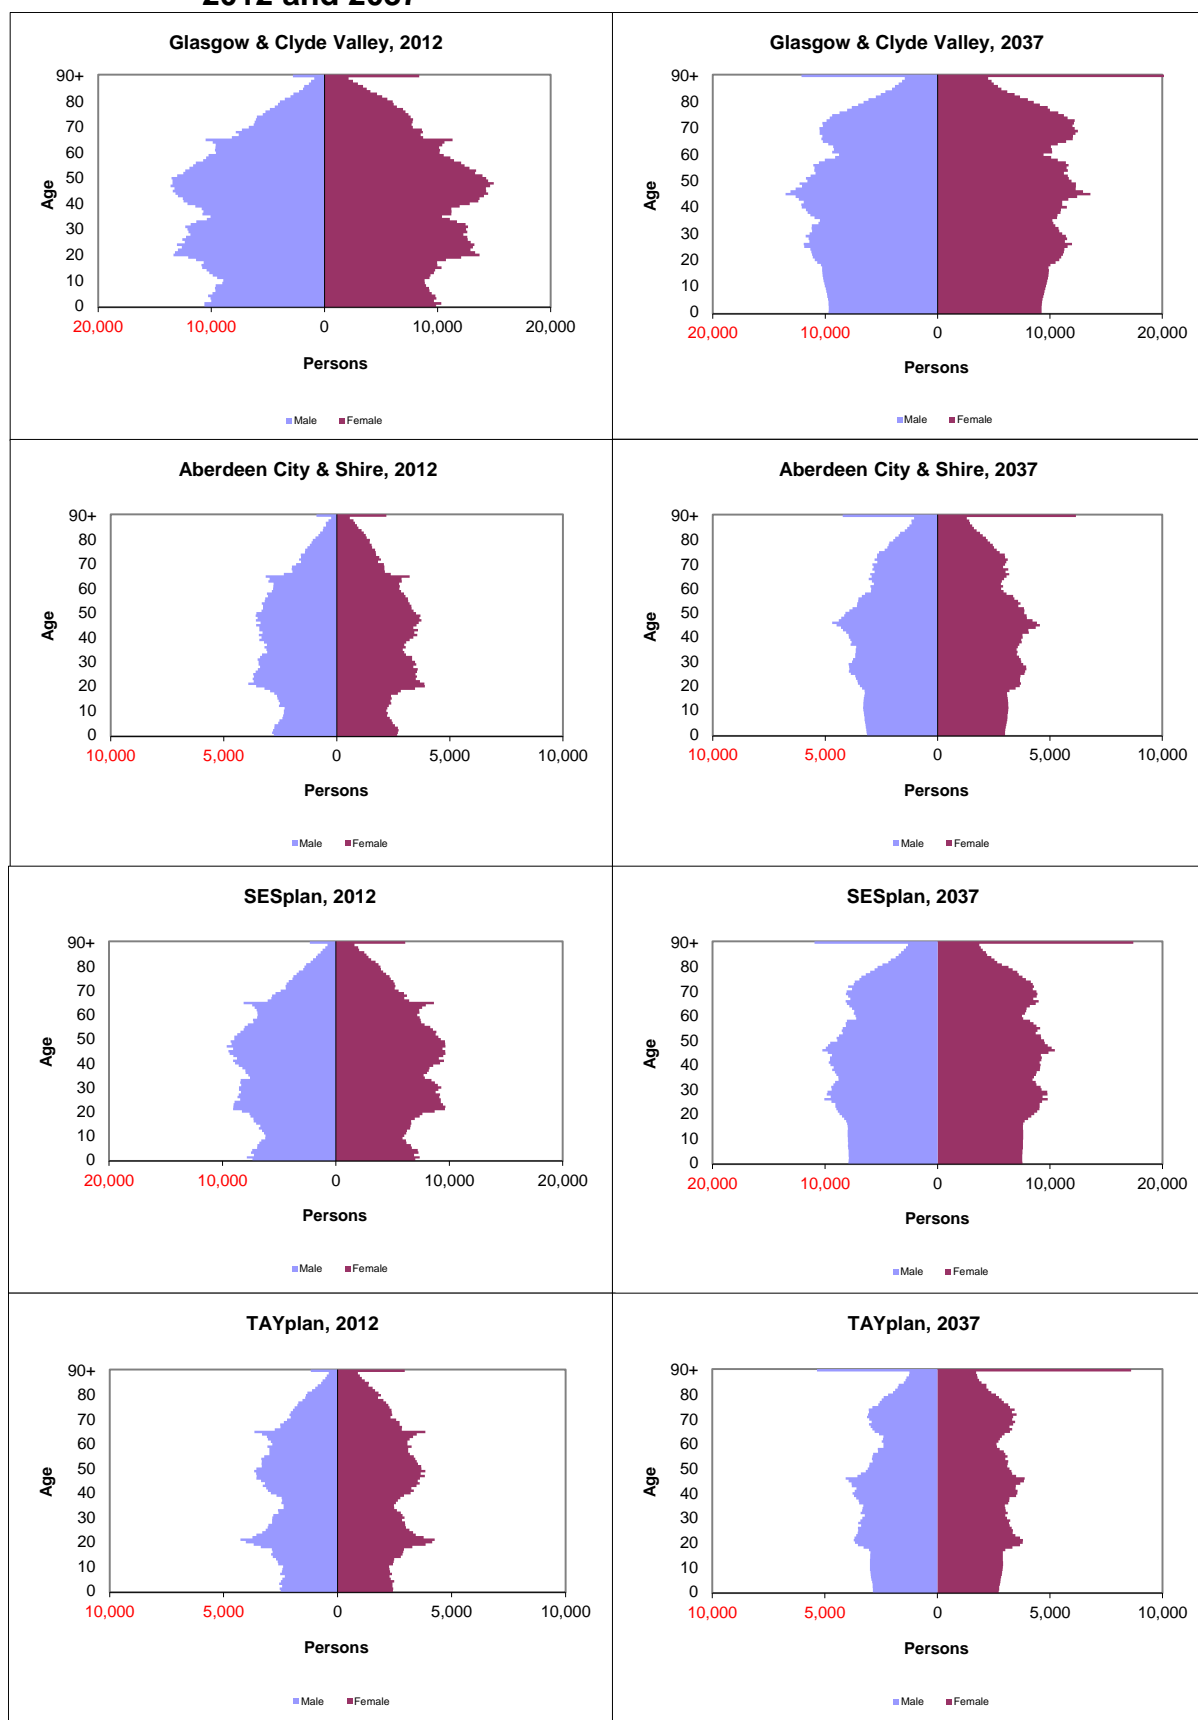 2012 and 2037
Glasgow & Clyde Valley, 2012
90+
80
70
60
50
40
30
20
10
0
Age
20,000 10,000 0 10,000 20,000
Persons
Male Female
Glasgow & Clyde Valley, 2037
90+
80
70
60
50
40
30
20
10
0
Age
20,000 10,000 0 10,000 20,000
Persons
Male Female
Aberdeen City & Shire, 2012
90+
80
70
60
50
40
30
20
10
0
Age
10,000 5,000 0 5,000 10,000
Persons
Male Female
Aberdeen City & Shire, 2037
90+
80
70
60
50
40
30
20
10
0
Age
10,000 5,000 0 5,000 10,000
Persons
Male Female
SESplan, 2012
90+
80
70
60
50
40
30
20
10
0
Age
20,000 10,000 0 10,000 20,000
Persons
Male Female
SESplan, 2037
90+
80
70
60
50
40
30
20
10
0
Age
20,000 10,000 0 10,000 20,000
Persons
Male Female
TAYplan, 2012
90+
80
70
60
50
40
30
20
10
0
Age
10,000 5,000 0 5,000 10,000
Persons
Male Female
TAYplan, 2037
90+
80
70
60
50
40
30
20
10
0
Age
10,000 5,000 0 5,000 10,000
Persons
Male Female